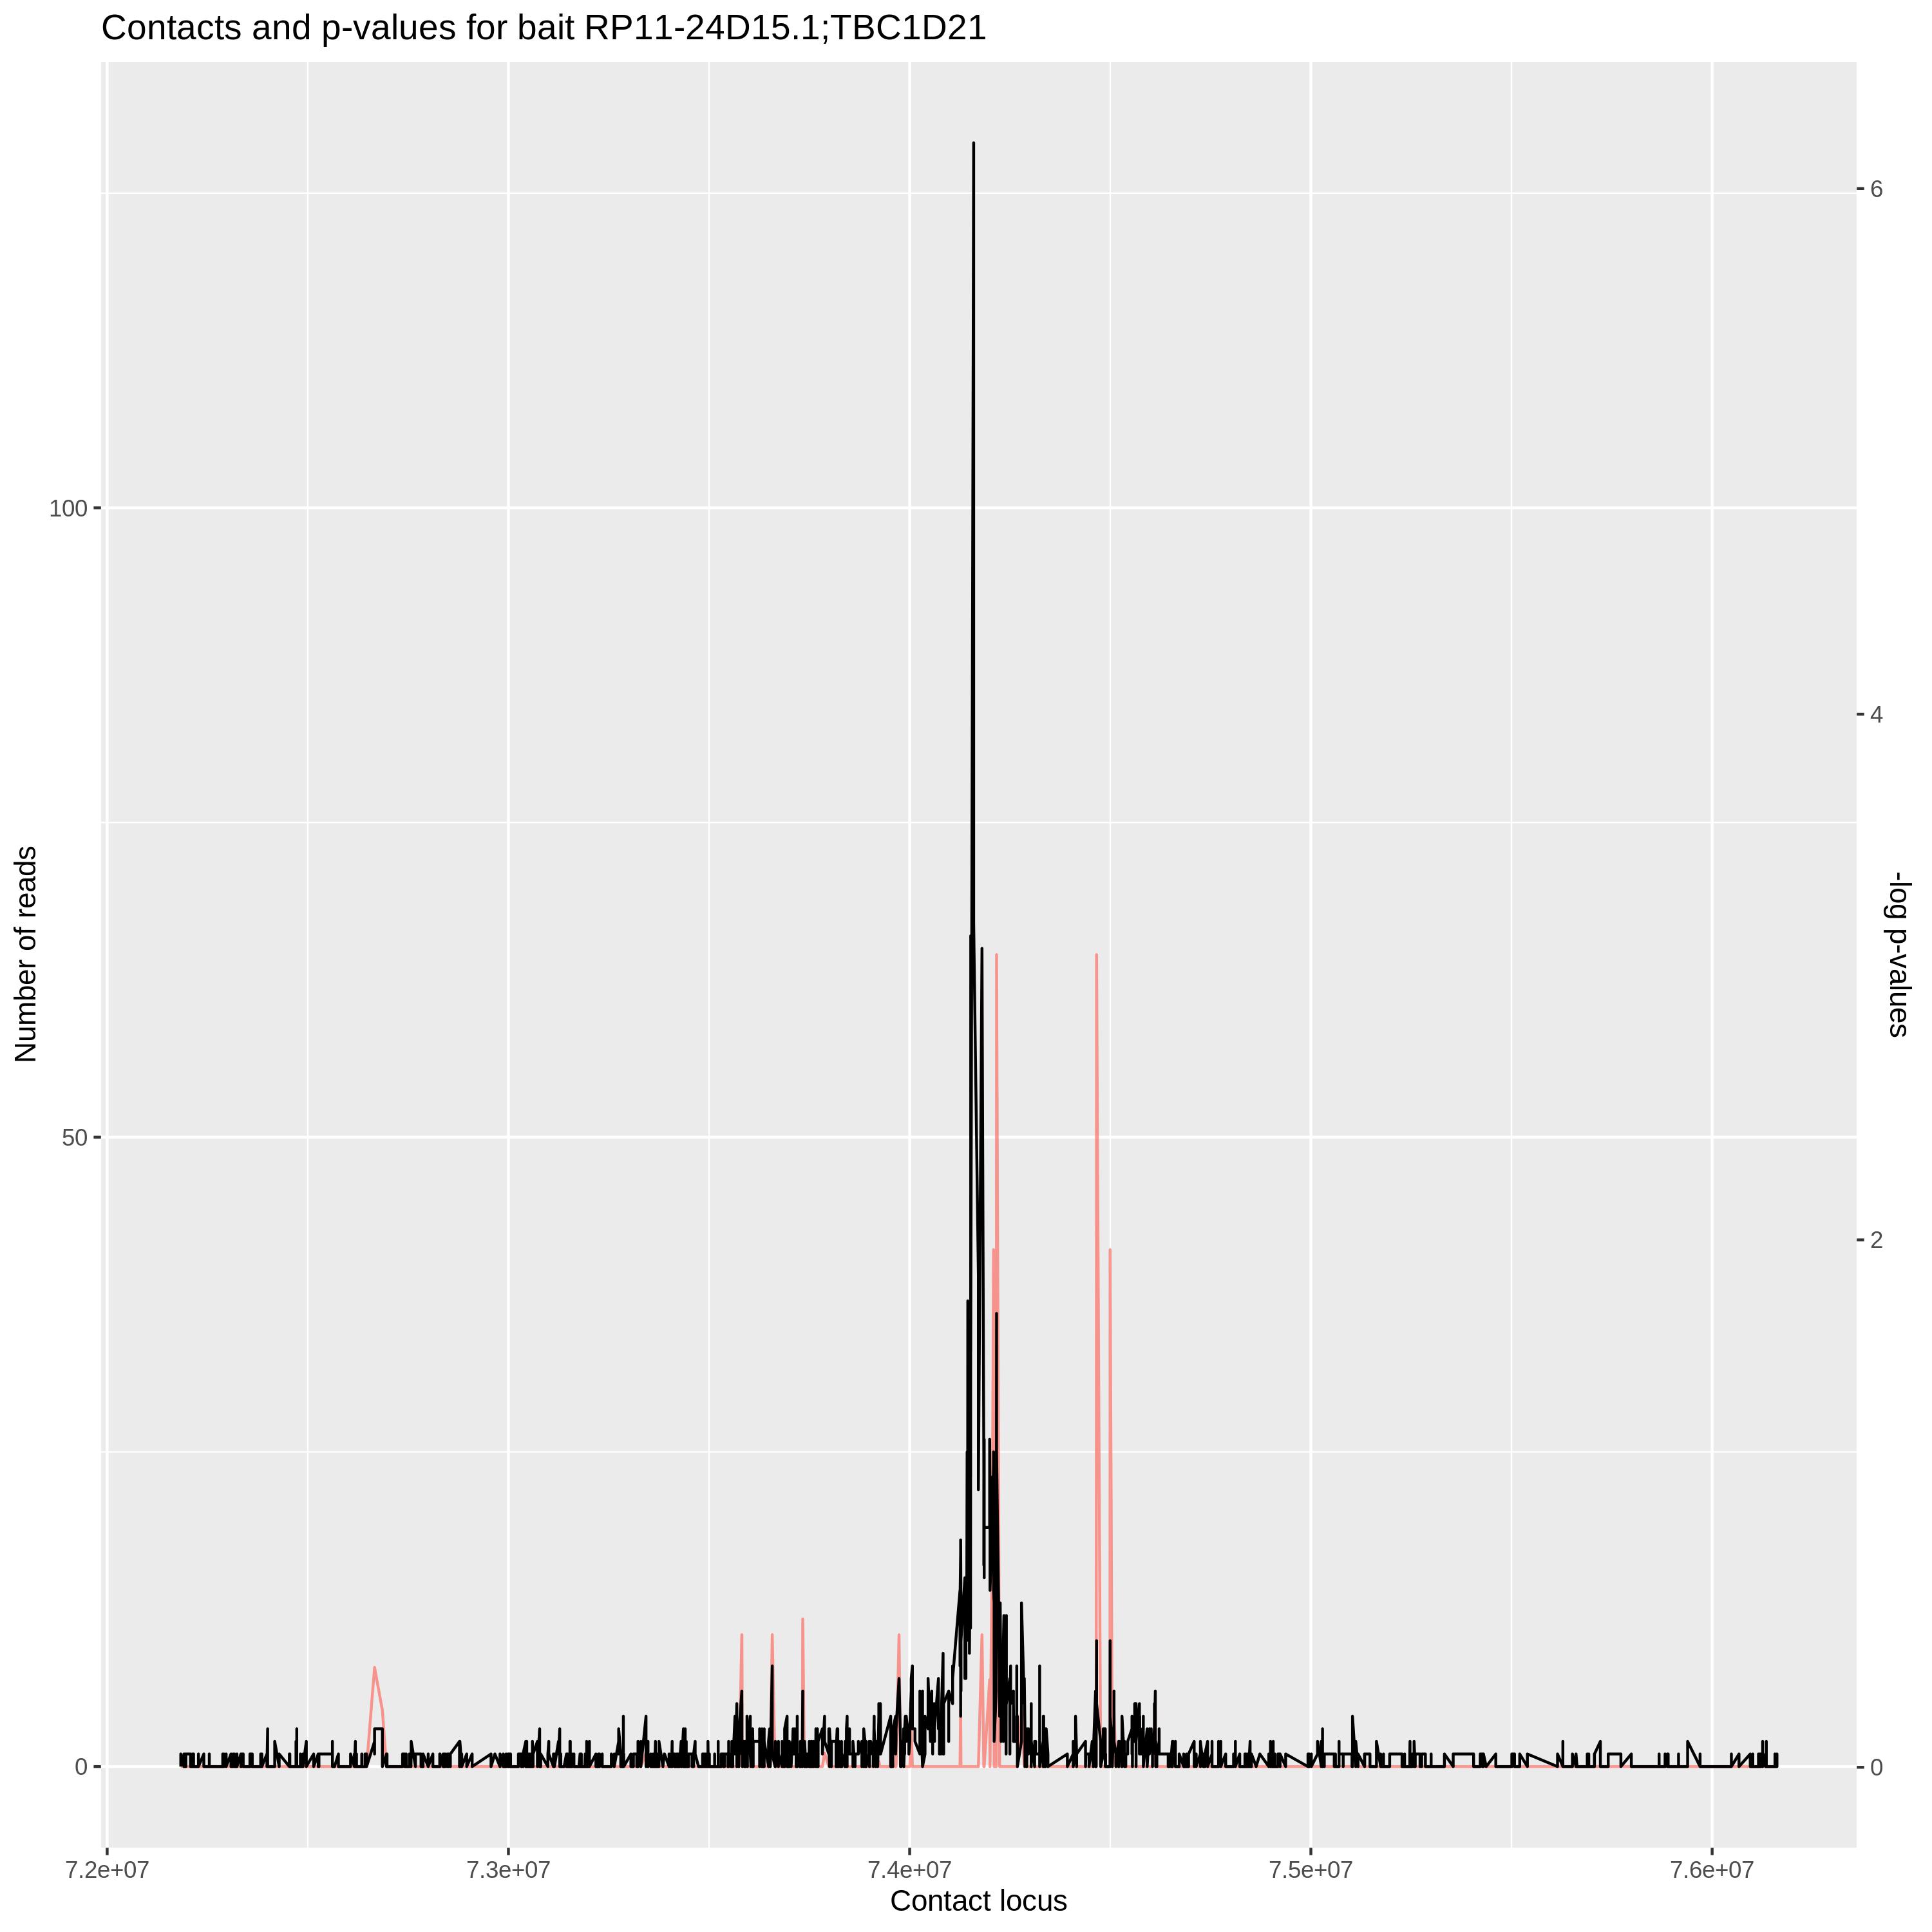 Contacts and p-values for bait RP11-24D15.1;TBC1D21
Number of reads
100
50
0
6
4
2
0
-log p-values
7.2e+07 7.3e+07 7.4e+07 7.5e+07 7.6e+07
Contact locus